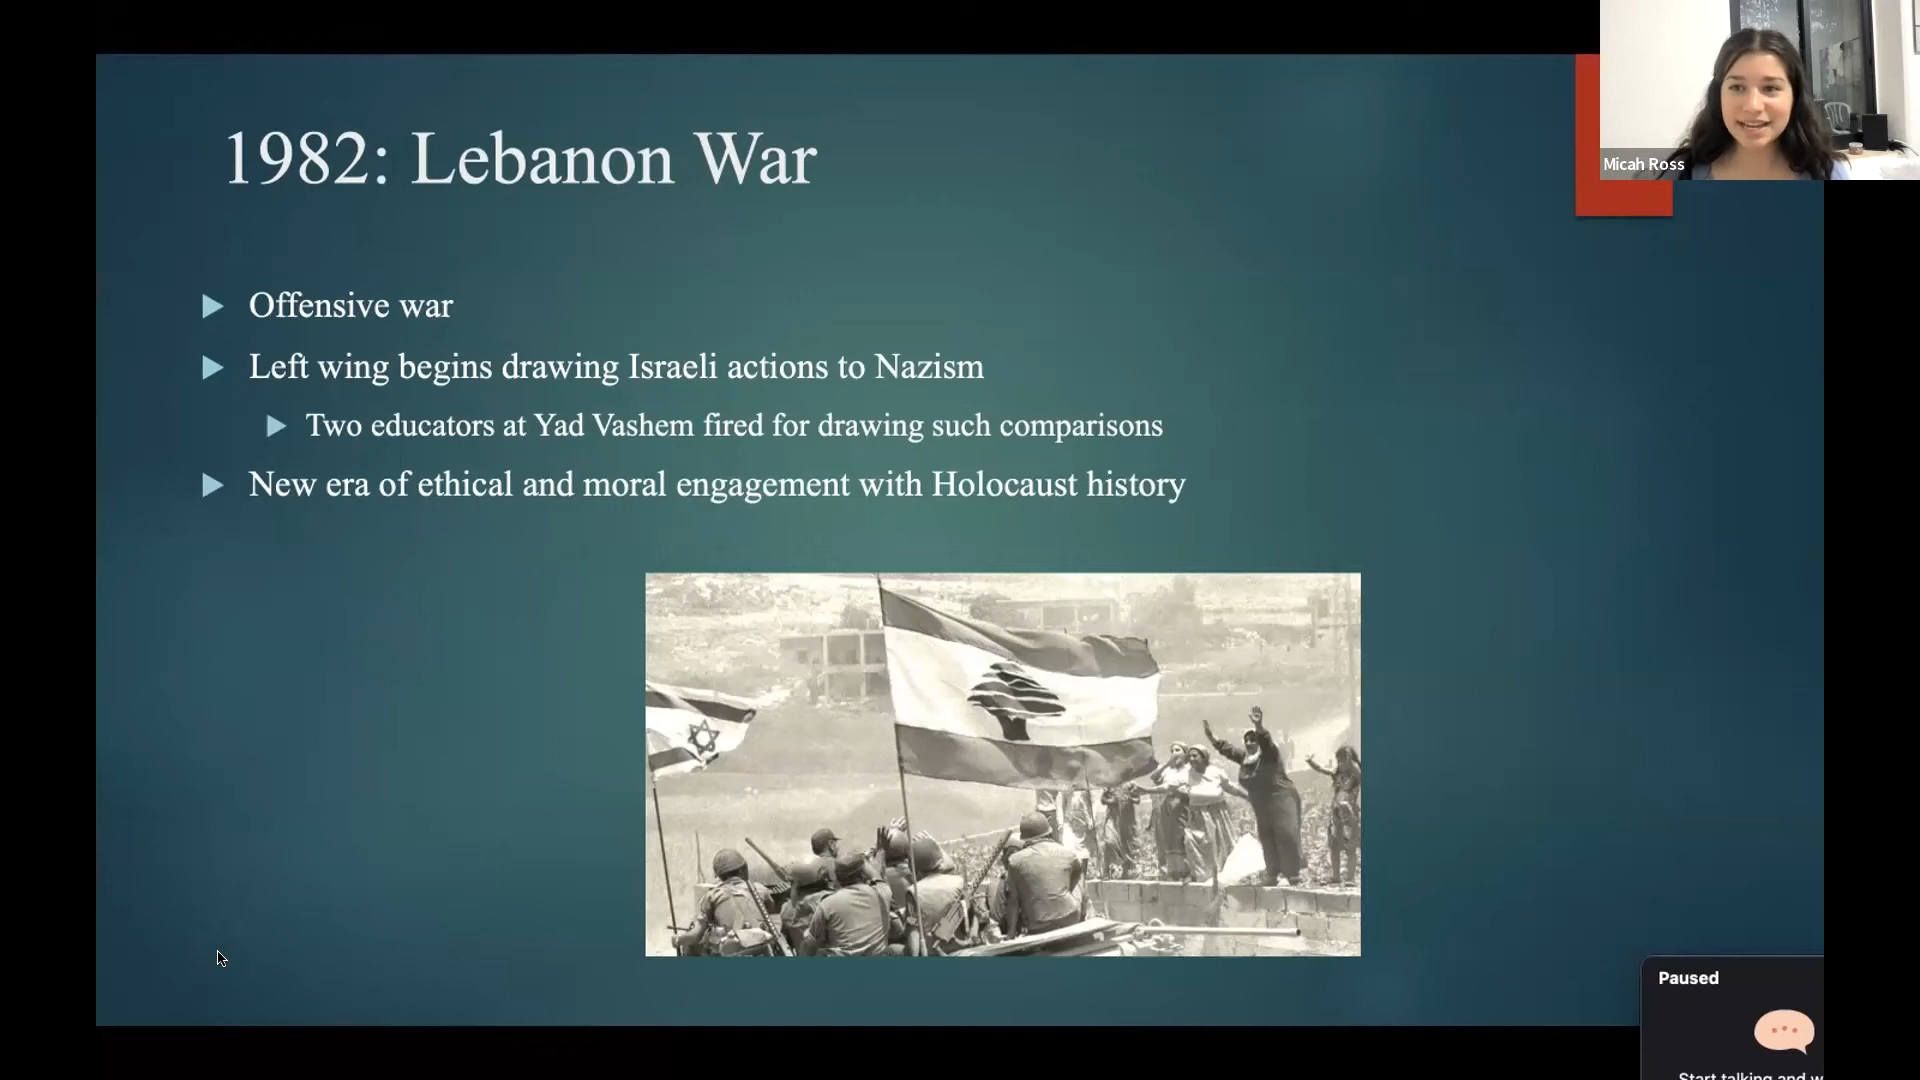 1982: Lebanon War
Offensive war
Left wing begins drawing Israeli actions to Nazism
Two educators at Yad Vashem fired for drawing such comparisons
New era of ethical and moral engagement with Holocaust history
Micah Ross
Paused
Start talking and w